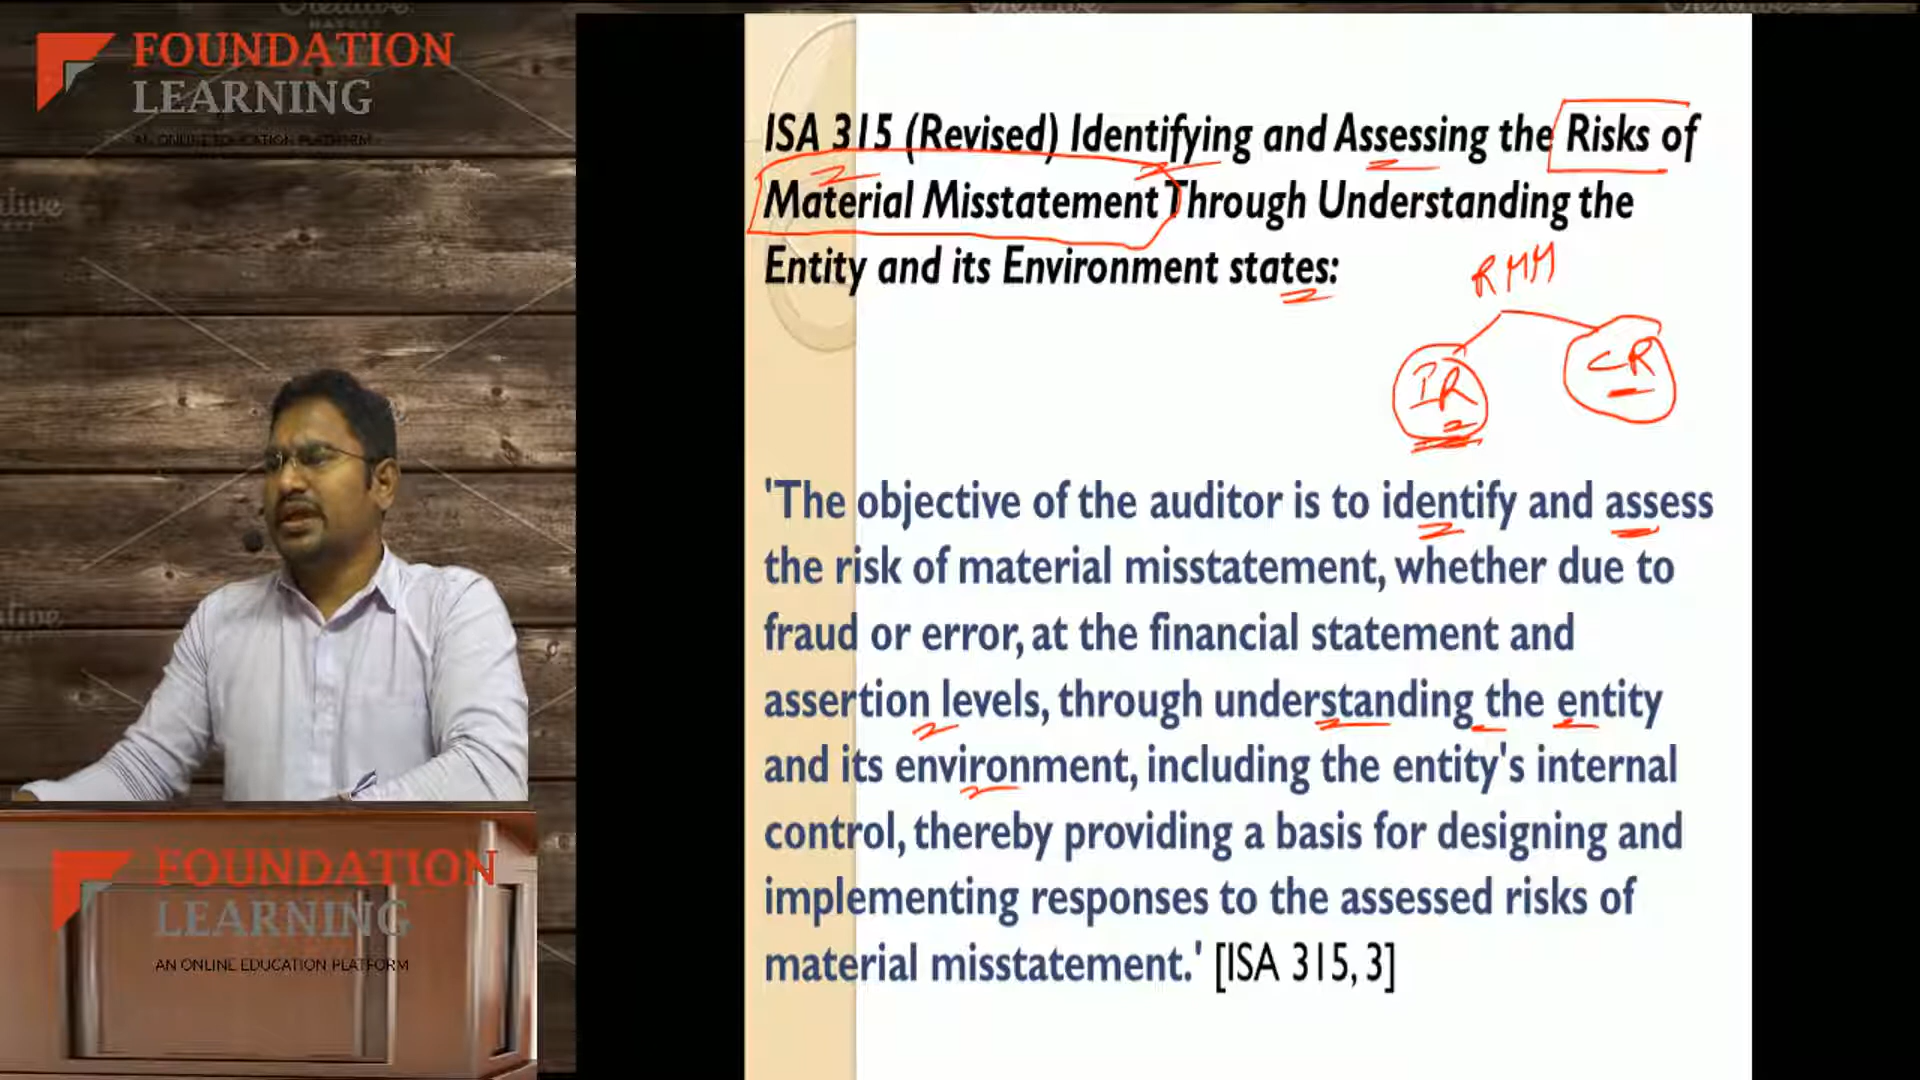 FOUNDATION
LEARNING
AN ONLINE EDUCATION PLATFORM
ISA 315 (Revised) Identifying and Assessing the Risks of
Material Misstatement Through Understanding the
Entity and its Environment states:
RMM
IR
CR
'The objective of the auditor is to identify and assess
the risk of material misstatement, whether due to
fraud or error, at the financial statement and
assertion levels, through understanding the entity
and its environment, including the entity's internal
control, thereby providing a basis for designing and
implementing responses to the assessed risks of
material misstatement.' [ISA 315, 3]
FOUNDATION
LEARNING
AN ONLINE EDUCATION PLATFORM